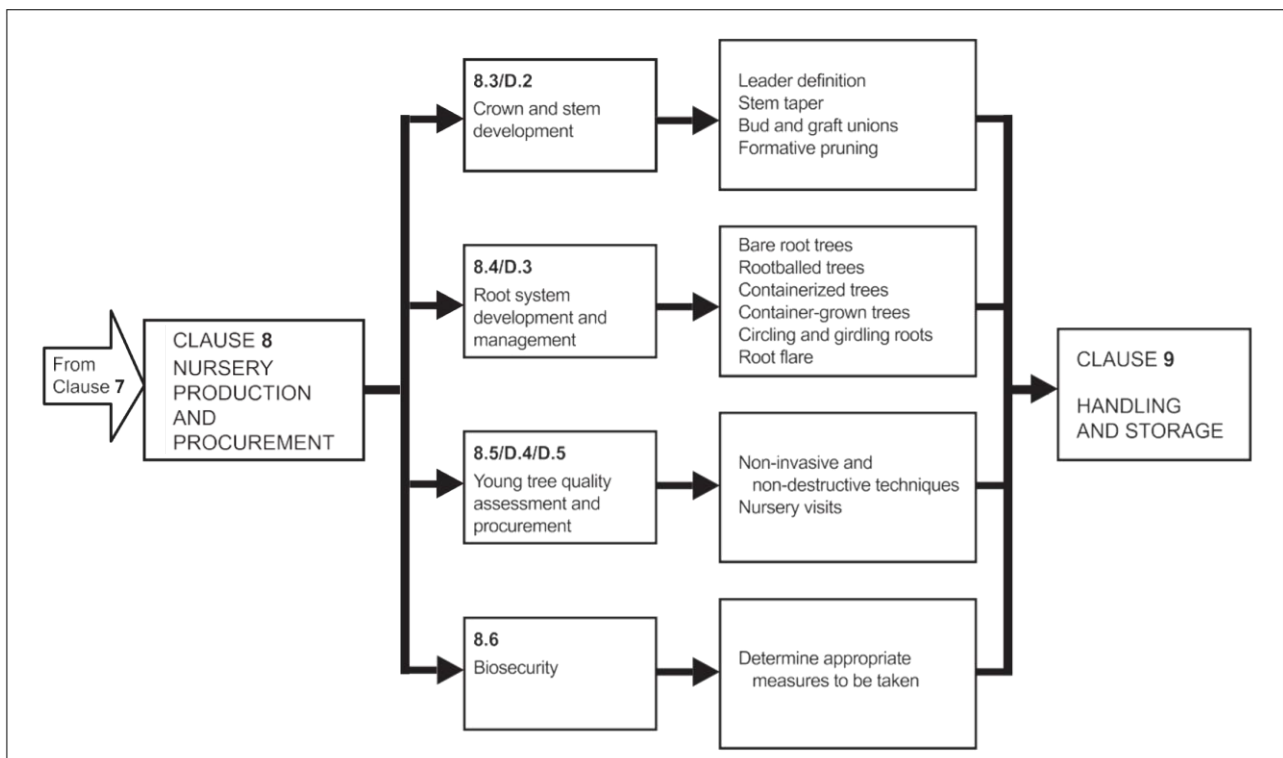 From
Clause 7
CLAUSE 8
NURSERY
PRODUCTION
AND
PROCUREMENT
8.3/D.2
Crown and stem
development
Leader definition
Stem taper
Bud and graft unions
Formative pruning
8.4/D.3
Root system
development and
management
Bare root trees
Rootballed trees
Containerized trees
Container-grown trees
Circling and girdling roots
Root flare
8.5/D.4/D.5
Young tree quality
assessment and
procurement
Non-invasive and
non-destructive techniques
Nursery visits
8.6
Biosecurity
Determine appropriate
measures to be taken
CLAUSE 9
HANDLING
AND STORAGE